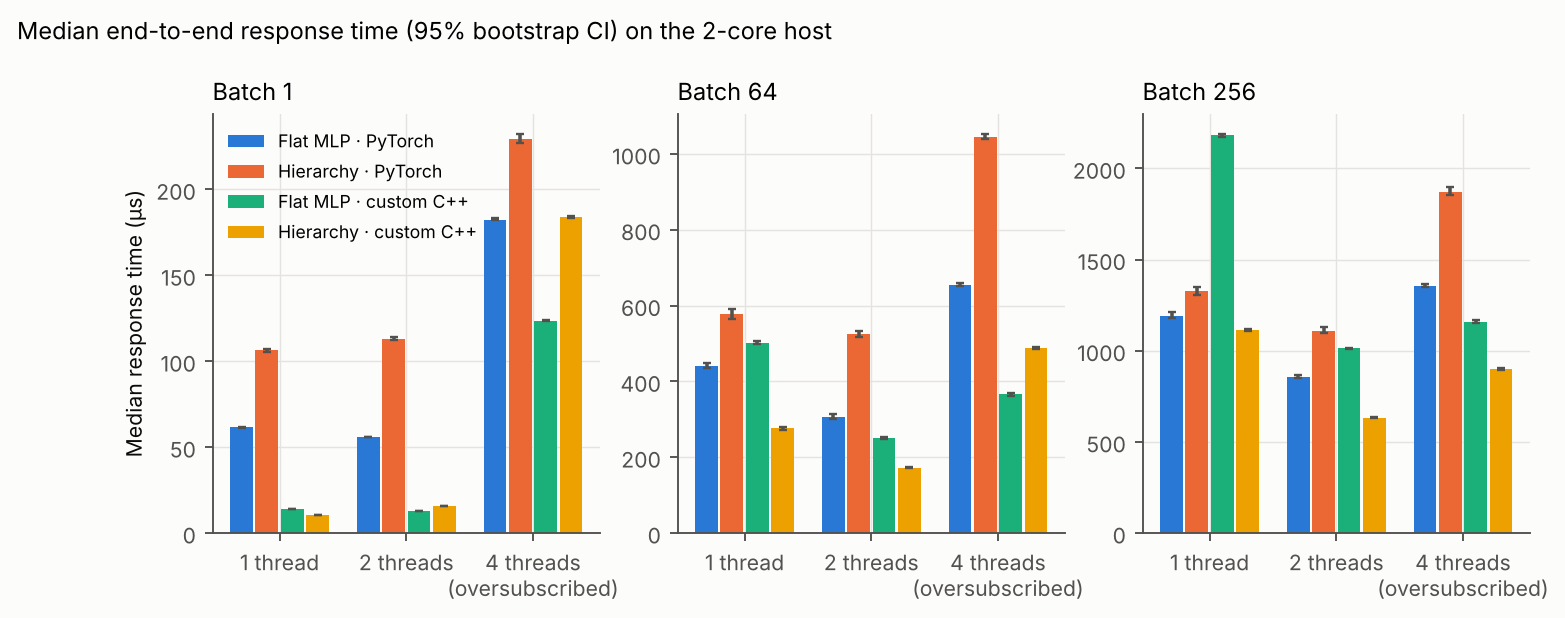 Median end-to-end response time (95% bootstrap CI) on the 2-core host
Batch 1
Batch 64
Batch 256
Flat MLP · PyTorch
Hierarchy · PyTorch
Flat MLP · custom C++
Hierarchy · custom C++
Median response time (µs)
200
150
100
50
0
1 thread
2 threads
4 threads
(oversubscribed)
1000
800
600
400
200
0
1 thread
2 threads
4 threads
(oversubscribed)
2000
1500
1000
500
0
1 thread
2 threads
4 threads
(oversubscribed)